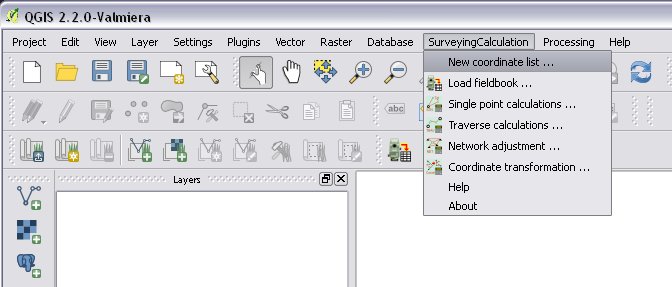 QGIS 2.2.0-Valmiera
Project Edit View Layer Settings Plugins Vector Raster Database SurveyingCalculation Processing Help
New coordinate list ...
Load fieldbook ...
Single point calculations ...
abc
Traverse calculations ...
Network adjustment ...
Coordinate transformation ...
Layers
Help
About